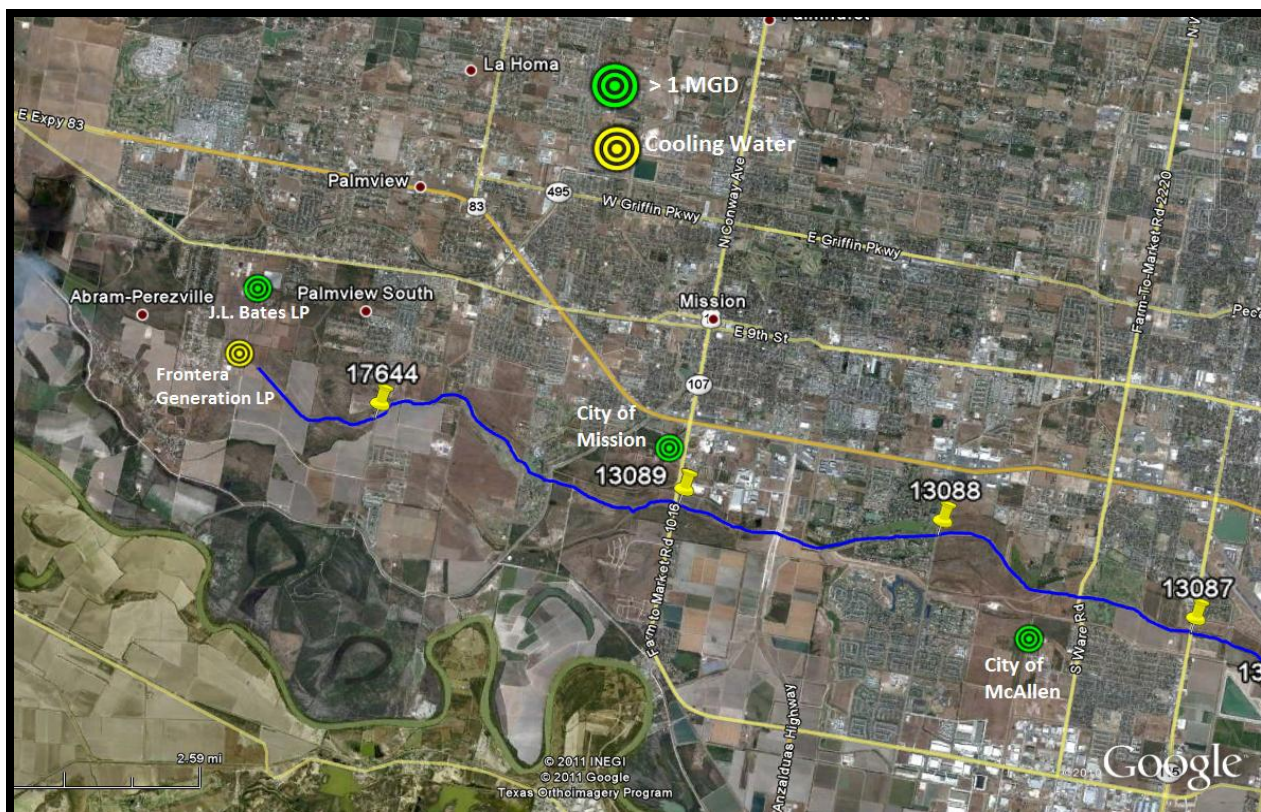 Palmhurst
La Homa
> 1 MGD
E Expy 83
Cooling Water
Palmview
495
83
W Griffin Pkwy
N Conway Ave
E Griffin Pkwy
Farm-To-Market Rd 2220
Abram-Perezville
J.L. Bates LP
Palmview South
Mission
E 9th St
Frontera
Generation LP
17644
107
City of
Mission
13089
13088
Farm to Market Rd 1016
13087
S Ware Rd
City of
McAllen
Anzalduas Highway
2.59 mi
© 2011 INEGI
© 2011 Google
Texas Orthoimagery Program
Google